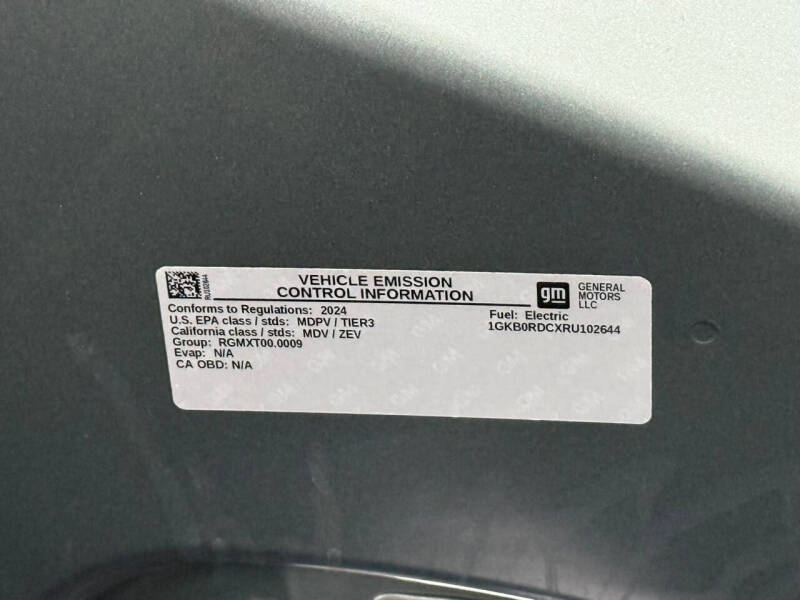 RU102644
VEHICLE EMISSION
CONTROL INFORMATION
gm
GENERAL
MOTORS
LLC
Conforms to Regulations: 2024
U.S. EPA class / stds: MDPV / TIER3
California class / stds: MDV / ZEV
Group: RGMXT00.0009
Evap: N/A
CA OBD: N/A
Fuel: Electric
1GKB0RDCXRU102644